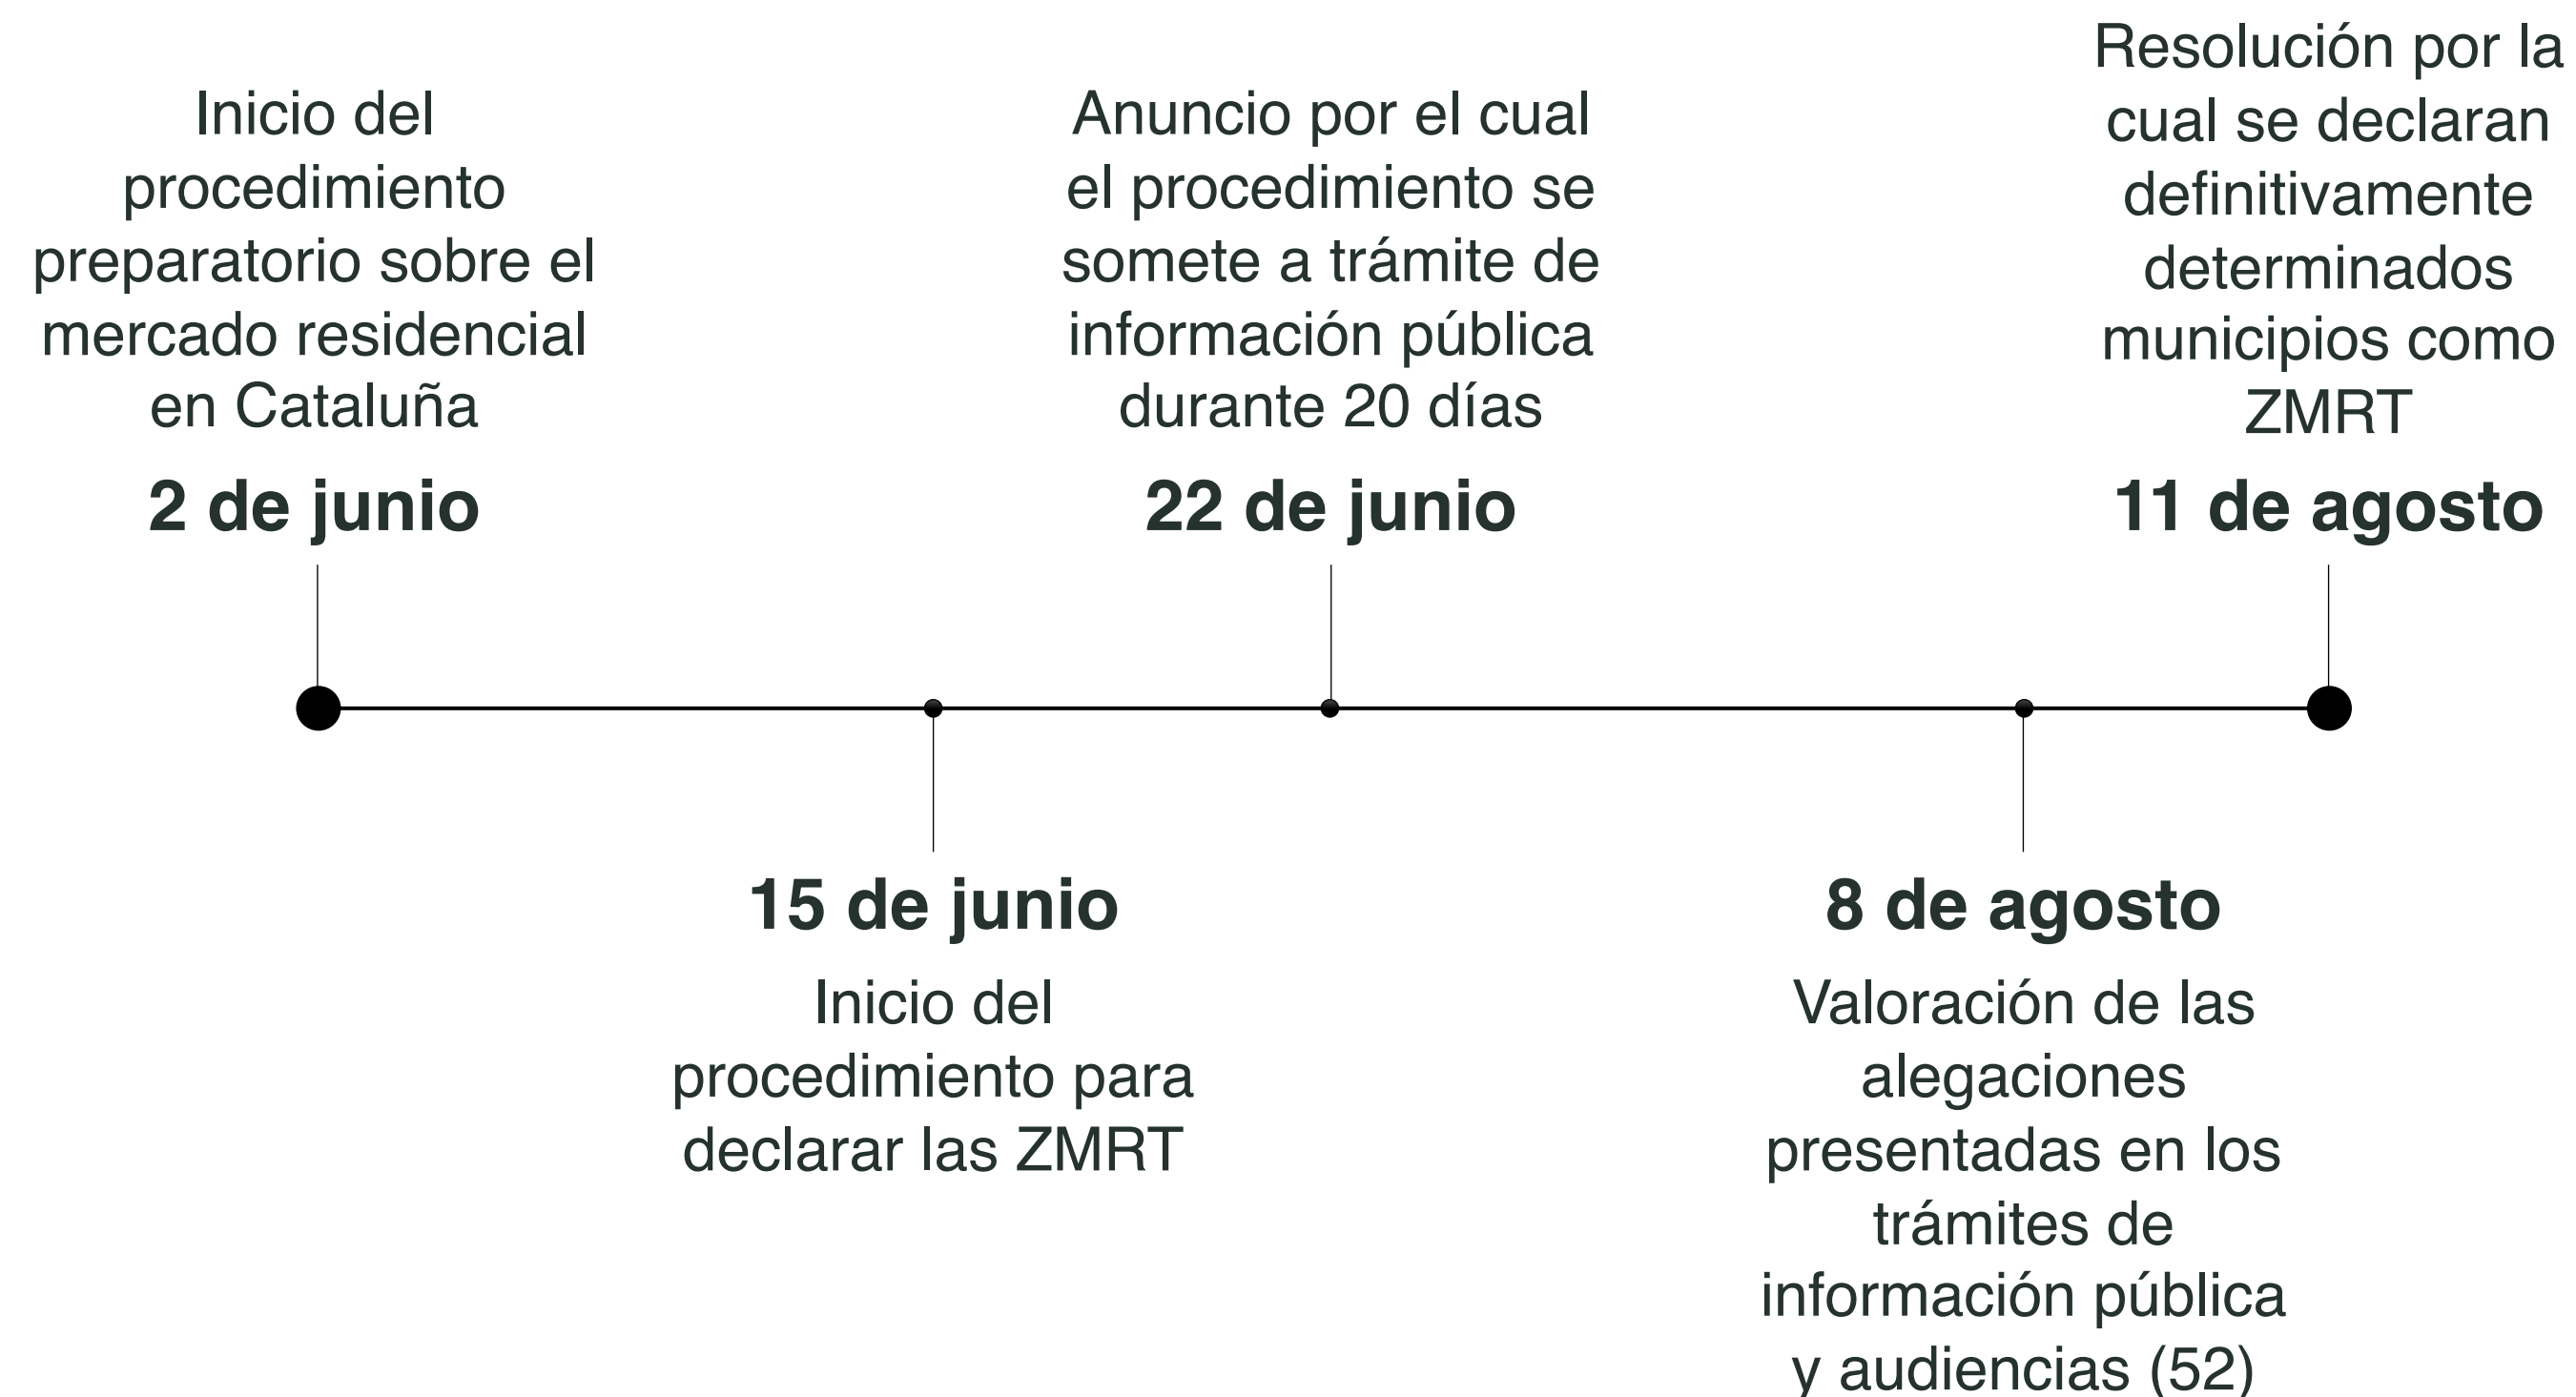 Inicio del
procedimiento
preparatorio sobre el
mercado residencial
en Cataluña
2 de junio
15 de junio
Inicio del
procedimiento para
declarar las ZMRT
Anuncio por el cual
el procedimiento se
somete a trámite de
información pública
durante 20 días
22 de junio
8 de agosto
Valoración de las
alegaciones
presentadas en los
trámites de
información pública
y audiencias (52)
Resolución por la
cual se declaran
definitivamente
determinados
municipios como
ZMRT
11 de agosto